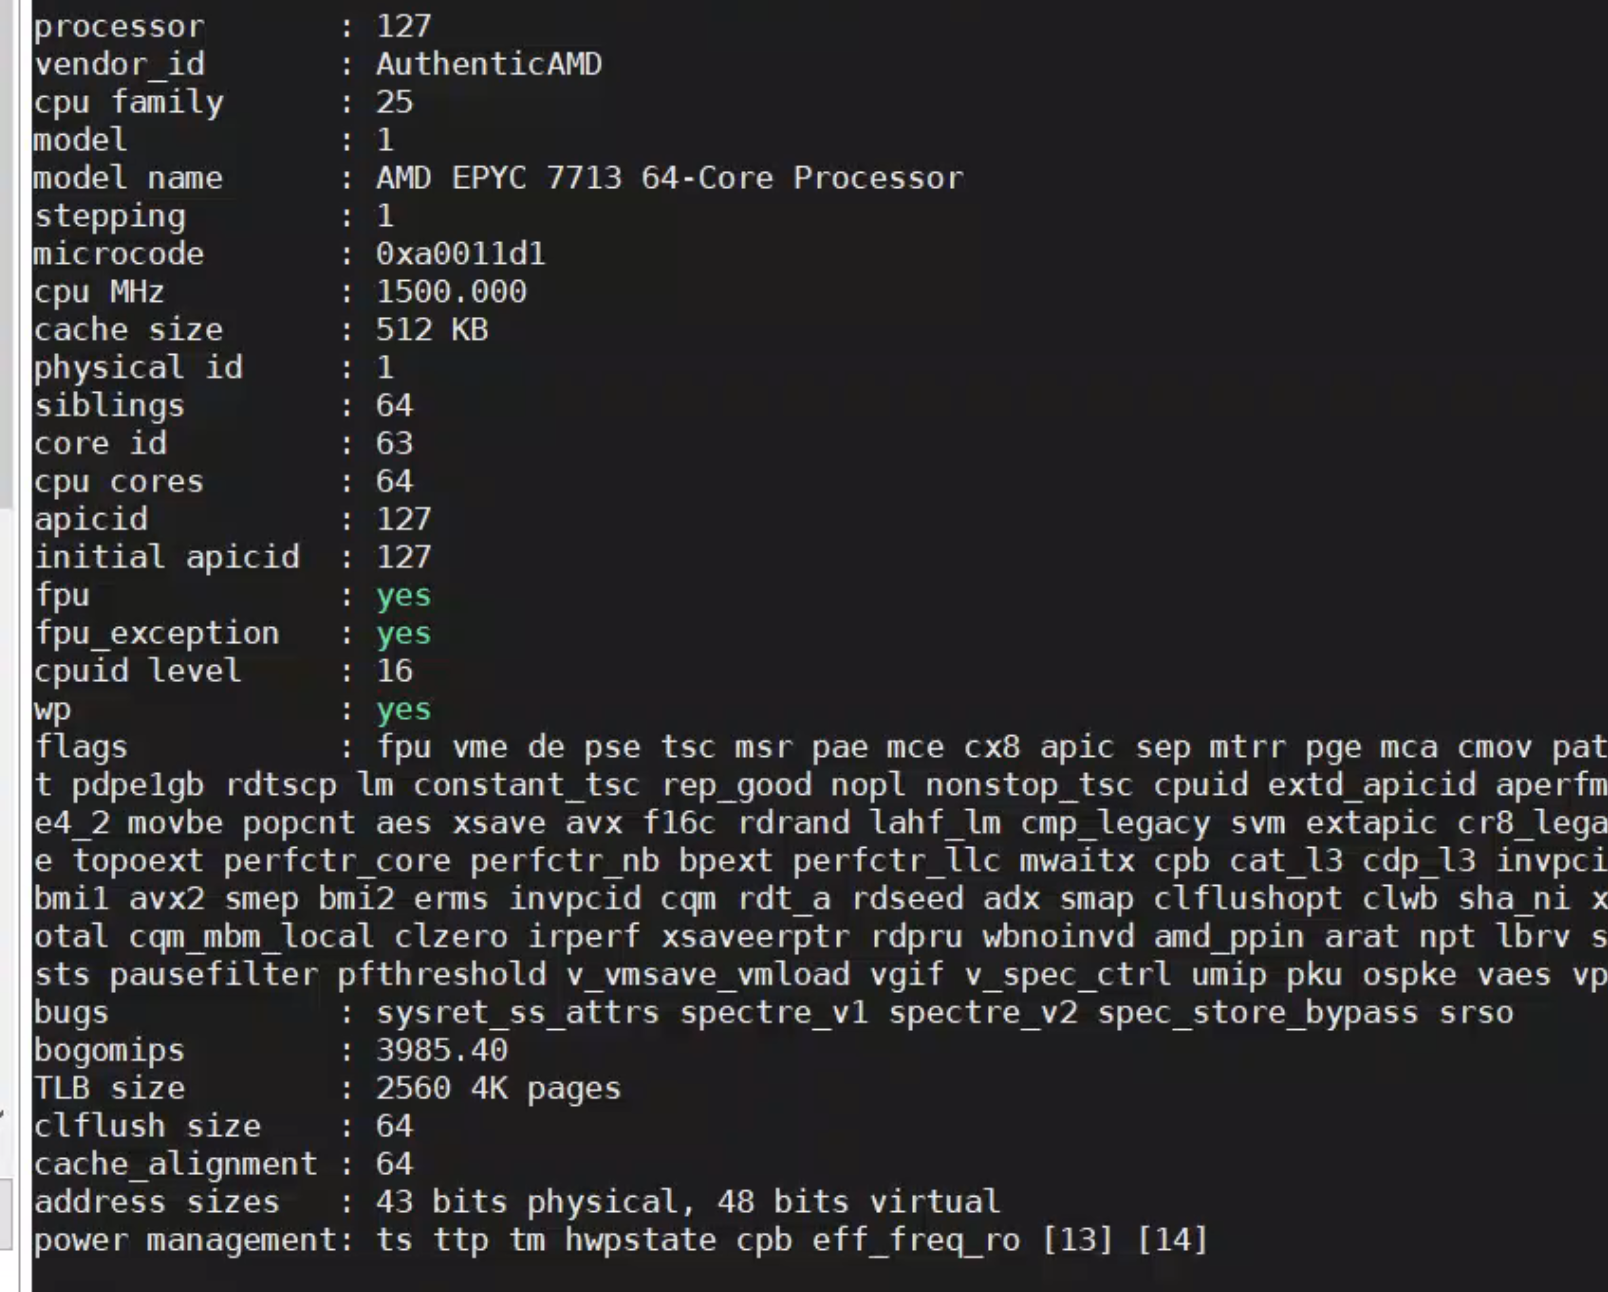 processor : 127
vendor_id : AuthenticAMD
cpu family : 25
model : 1
model name : AMD EPYC 7713 64-Core Processor
stepping : 1
microcode : 0xa0011d1
cpu MHz : 1500.000
cache size : 512 KB
physical id : 1
siblings : 64
core id : 63
cpu cores : 64
apicid : 127
initial apicid : 127
fpu : yes
fpu_exception : yes
cpuid level : 16
wp : yes
flags : fpu vme de pse tsc msr pae mce cx8 apic sep mtrr pge mca cmov pat
t pdpe1gb rdtscp lm constant_tsc rep_good nopl nonstop_tsc cpuid extd_apicid aperfm
e4_2 movbe popcnt aes xsave avx f16c rdrand lahf_lm cmp_legacy svm extapic cr8_lega
e topoext perfctr_core perfctr_nb bpext perfctr_llc mwaitx cpb cat_l3 cdp_l3 invpci
bmi1 avx2 smep bmi2 erms invpcid cqm rdt_a rdseed adx smap clflushopt clwb sha_ni x
otal cqm_mbm_local clzero irperf xsaveerptr rdpru wbnoinvd amd_ppin arat npt lbrv s
sts pausefilter pfthreshold v_vmsave_vmload vgif v_spec_ctrl umip pku ospke vaes vp
bugs : sysret_ss_attrs spectre_v1 spectre_v2 spec_store_bypass srso
bogomips : 3985.40
TLB size : 2560 4K pages
clflush size : 64
cache_alignment : 64
address sizes : 43 bits physical, 48 bits virtual
power management: ts ttp tm hwpstate cpb eff_freq_ro [13] [14]